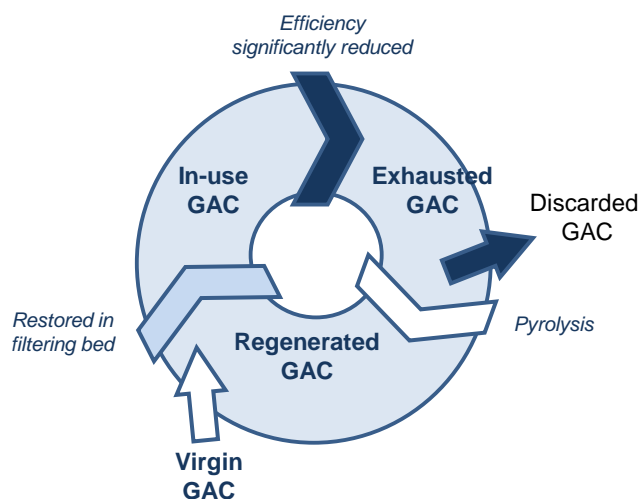 Efficiency
significantly reduced
In-use
GAC
Exhausted
GAC
Discarded
GAC
Restored in
filtering bed
Regenerated
GAC
Pyrolysis
Virgin
GAC